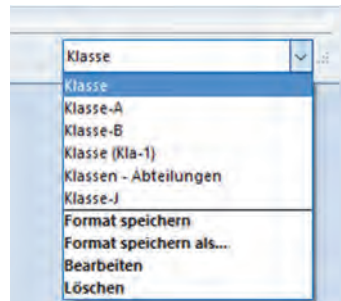 Klasse
Klasse
Klasse-A
Klasse-B
Klasse (Kla-1)
Klassen - Abteilungen
Klasse-J
Format speichern
Format speichern als...
Bearbeiten
Löschen